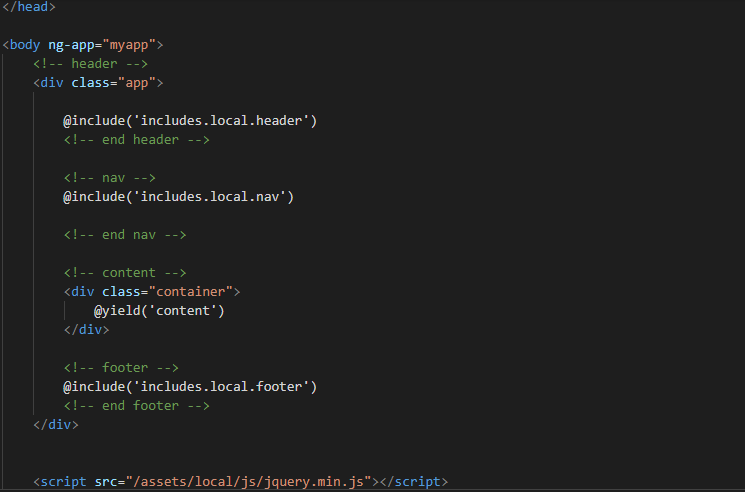 </head>
<body ng-app="myapp">
<!-- header -->
<div class="app">
@include('includes.local.header')
<!-- end header -->
<!-- nav -->
@include('includes.local.nav')
<!-- end nav -->
<!-- content -->
<div class="container">
@yield('content')
</div>
<!-- footer -->
@include('includes.local.footer')
<!-- end footer -->
</div>
<script src="/assets/local/js/jquery.min.js"></script>